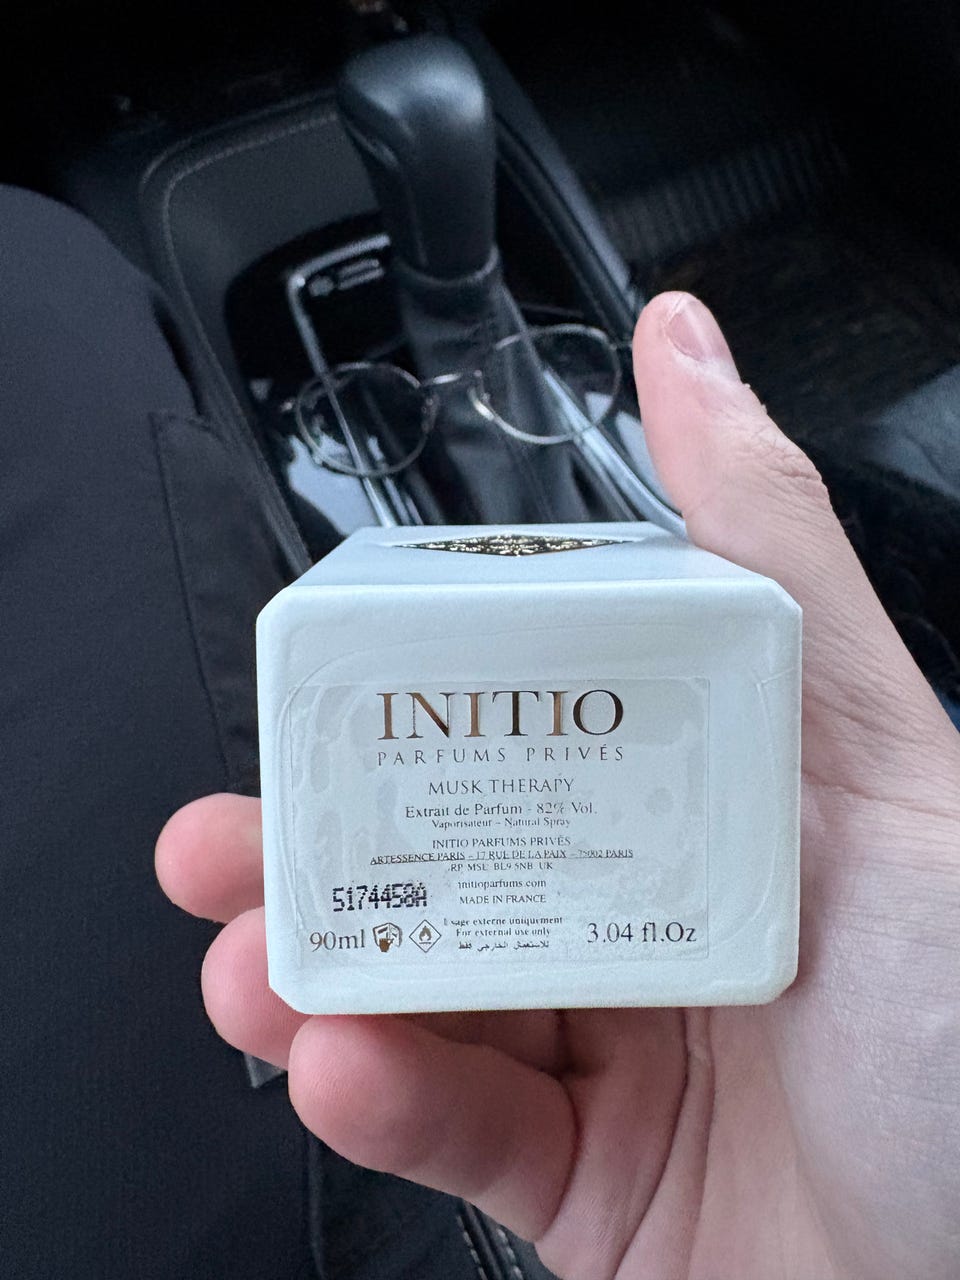 INITIO
PARFUMS PRIVÉS
MUSK THERAPY
Extrait de Parfum - 82% Vol.
Vaporisateur - Natural Spray
INITIO PARFUMS PRIVÉS
ARTESSENCE PARIS - 17 RUE DE LA PAIX - 75002 PARIS
RP MSL BL9 5NB UK
initioparfums.com
MADE IN FRANCE
5174458A
Usage externe uniquement
For external use only
للاستعمال الخارجي فقط
90ml
3.04 fl.Oz